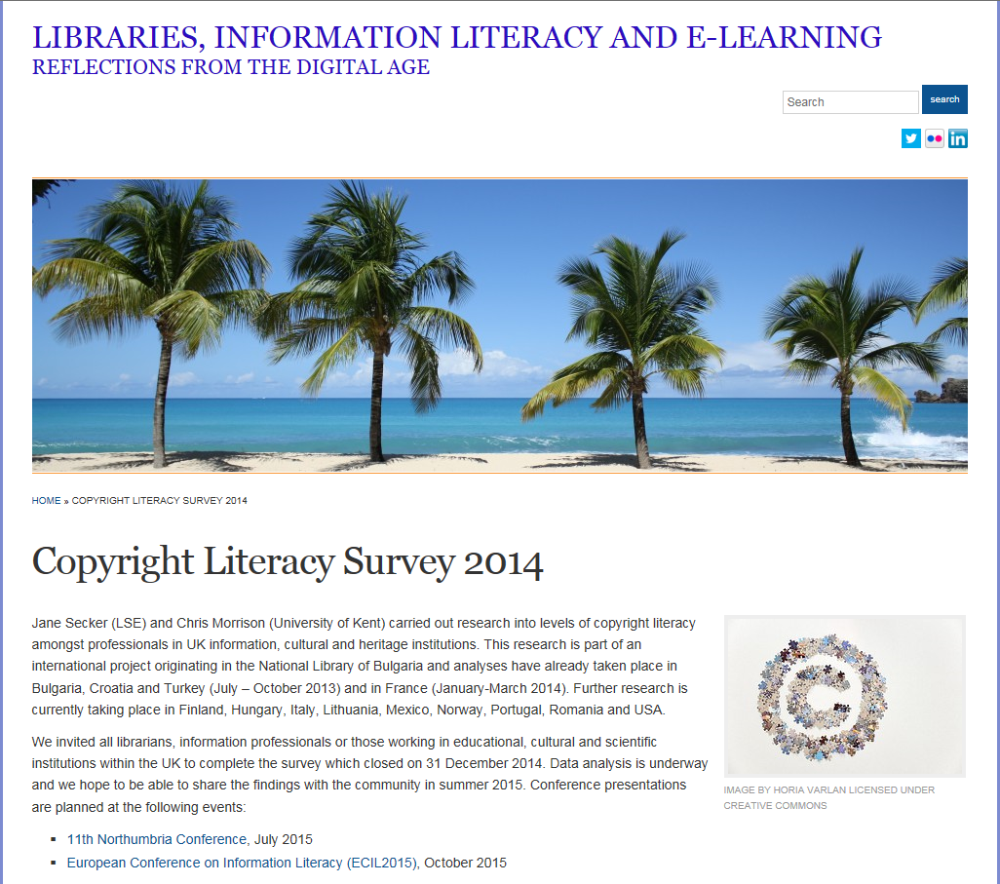 LIBRARIES, INFORMATION LITERACY AND E-LEARNING
REFLECTIONS FROM THE DIGITAL AGE
Search
search
in
HOME » COPYRIGHT LITERACY SURVEY 2014
Copyright Literacy Survey 2014
Jane Secker (LSE) and Chris Morrison (University of Kent) carried out research into levels of copyright literacy
amongst professionals in UK information, cultural and heritage institutions. This research is part of an
international project originating in the National Library of Bulgaria and analyses have already taken place in
Bulgaria, Croatia and Turkey (July – October 2013) and in France (January-March 2014). Further research is
currently taking place in Finland, Hungary, Italy, Lithuania, Mexico, Norway, Portugal, Romania and USA.
We invited all librarians, information professionals or those working in educational, cultural and scientific
institutions within the UK to complete the survey which closed on 31 December 2014. Data analysis is underway
and we hope to be able to share the findings with the community in summer 2015. Conference presentations
are planned at the following events:
11th Northumbria Conference, July 2015
European Conference on Information Literacy (ECIL2015), October 2015
©
IMAGE BY HORIA VARLAN LICENSED UNDER
CREATIVE COMMONS